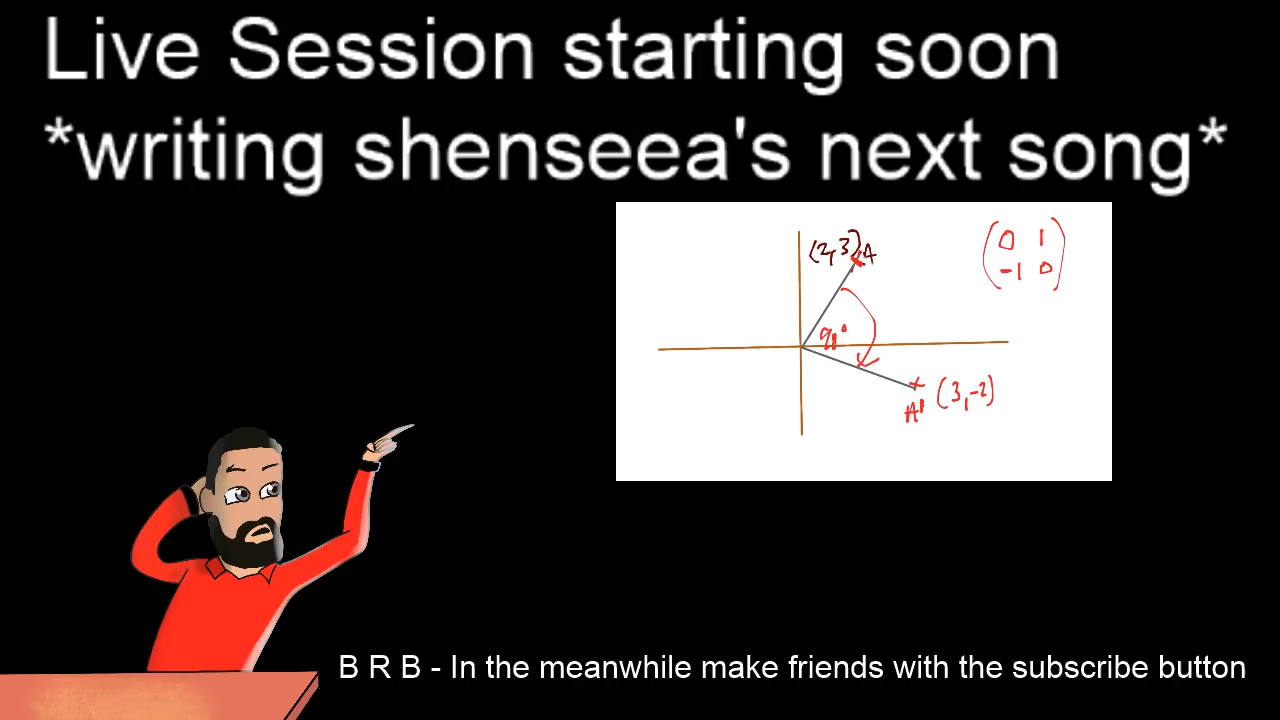 Live Session starting soon
*writing shenseea's next song*
(2, 3) A
0 1
-1 0
90°
A' (3, -2)
B R B - In the meanwhile make friends with the subscribe button